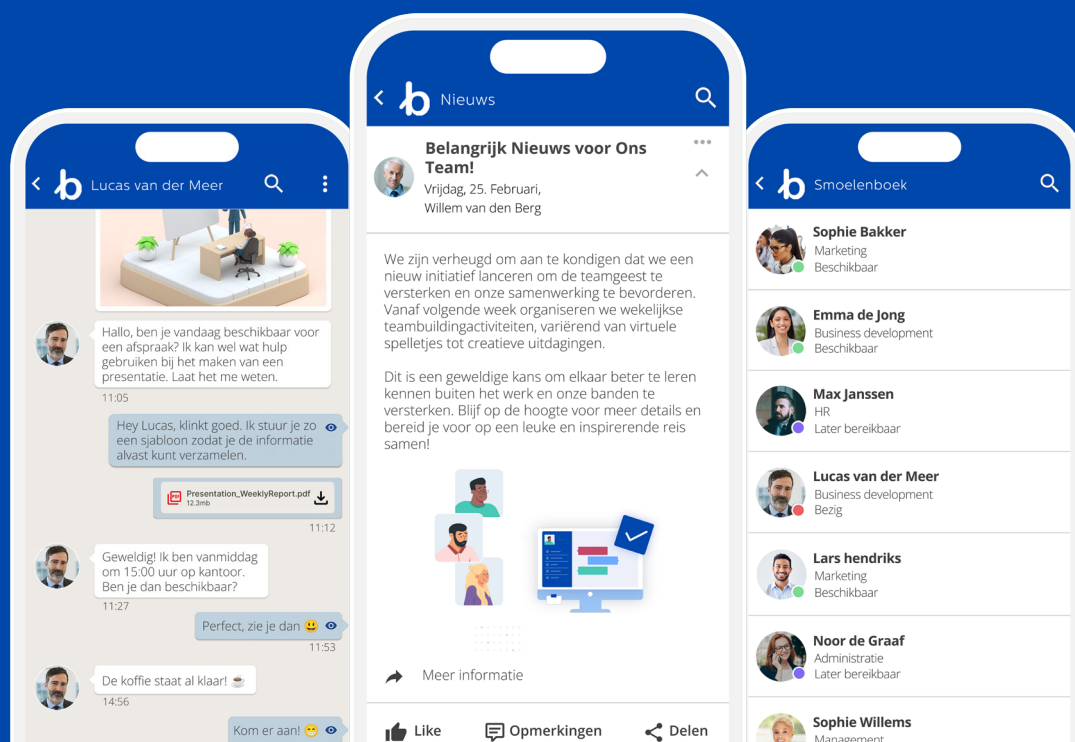 Lucas van der Meer
Hallo, ben je vandaag beschikbaar voor
een afspraak? Ik kan wel wat hulp
gebruiken bij het maken van een
presentatie. Laat het me weten.
11:05
Hey Lucas, klinkt goed. Ik stuur je zo
een sjabloon zodat je de informatie
alvast kunt verzamelen.
PDF
Presentation_WeeklyReport.pdf
12.3mb
11:12
Geweldig! Ik ben vanmiddag
om 15:00 uur op kantoor.
Ben je dan beschikbaar?
11:27
Perfect, zie je dan 😃
11:53
De koffie staat al klaar! ☕
14:56
Kom er aan! 😁
Nieuws
Belangrijk Nieuws voor Ons
Team!
Vrijdag, 25. Februari,
Willem van den Berg
We zijn verheugd om aan te kondigen dat we een
nieuw initiatief lanceren om de teamgeest te
versterken en onze samenwerking te bevorderen.
Vanaf volgende week organiseren we wekelijkse
teambuildingactiviteiten, variërend van virtuele
spelletjes tot creatieve uitdagingen.
Dit is een geweldige kans om elkaar beter te leren
kennen buiten het werk en onze banden te
versterken. Blijf op de hoogte voor meer details en
bereid je voor op een leuke en inspirerende reis
samen!
Meer informatie
Like
Opmerkingen
Delen
Smoelenboek
Sophie Bakker
Marketing
Beschikbaar
Emma de Jong
Business development
Beschikbaar
Max Janssen
HR
Later bereikbaar
Lucas van der Meer
Business development
Bezig
Lars hendriks
Marketing
Beschikbaar
Noor de Graaf
Administratie
Later bereikbaar
Sophie Willems
Management